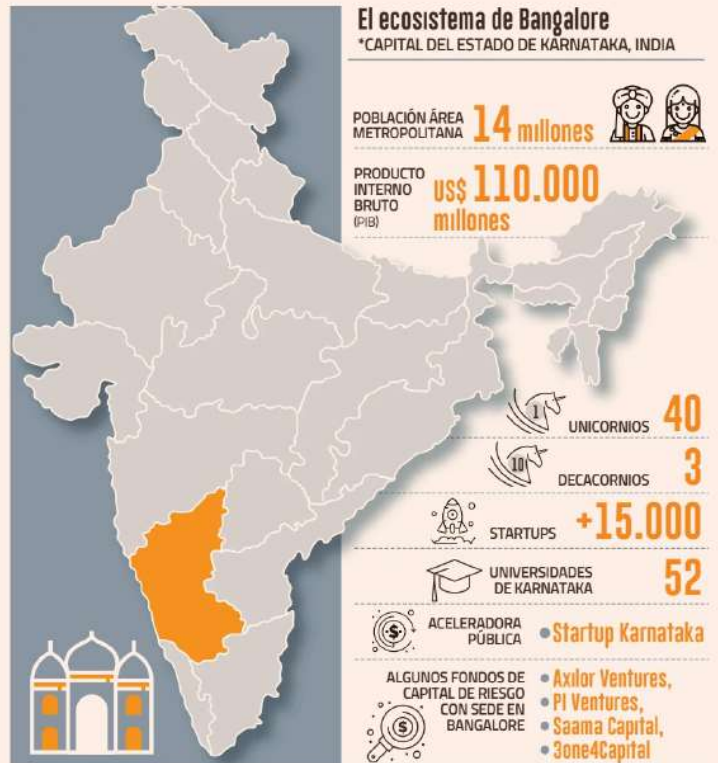 El ecosistema de Bangalore
*CAPITAL DEL ESTADO DE KARNATAKA, INDIA
POBLACIÓN ÁREA
METROPOLITANA
14 millones
PRODUCTO
INTERNO
BRUTO
(PIB)
US$ 110.000
millones
1
UNICORNIOS 40
10
DECACORNIOS 3
STARTUPS +15.000
UNIVERSIDADES
DE KARNATAKA
52
$
ACELERADORA
PÚBLICA
• Startup Karnataka
$
ALGUNOS FONDOS DE
CAPITAL DE RIESGO
CON SEDE EN
BANGALORE
• Axilor Ventures,
• PI Ventures,
• Saama Capital,
• 3one4Capital